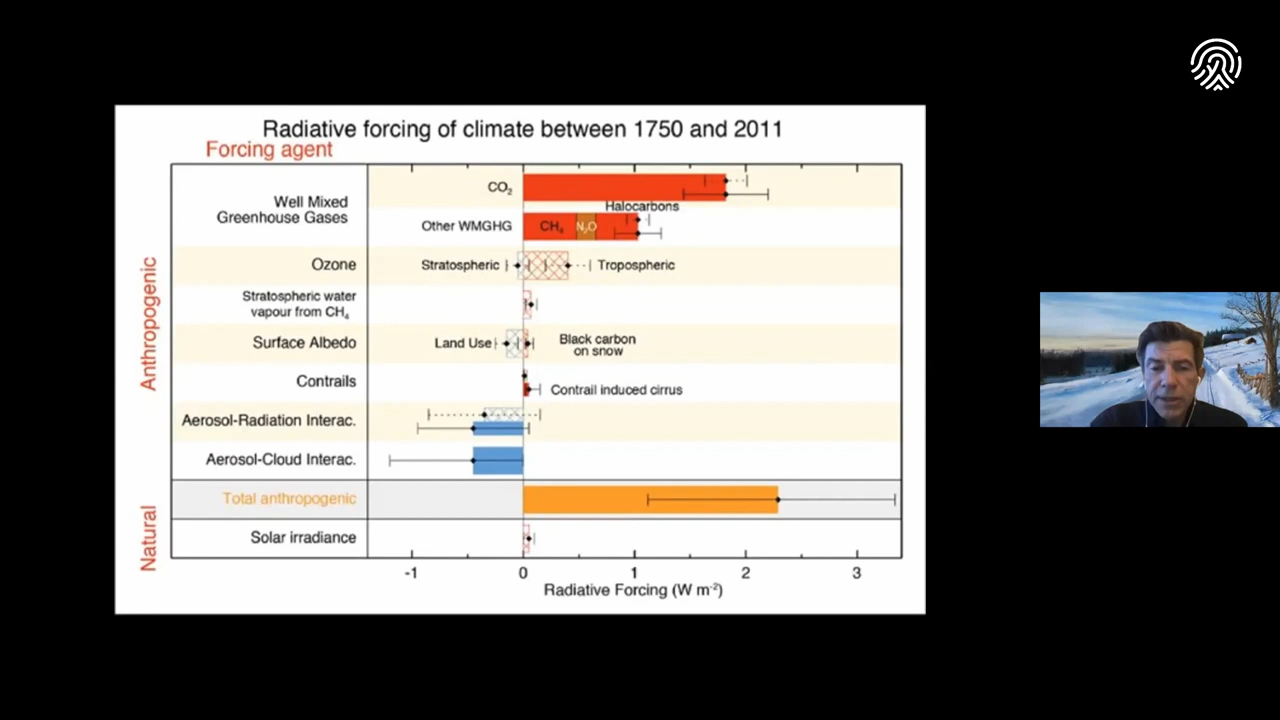 Radiative forcing of climate between 1750 and 2011
Forcing agent
Anthropogenic
Natural
Well Mixed
Greenhouse Gases
CO₂
Halocarbons
Other WMGHG
CH₄
N₂O
Ozone
Stratospheric
Tropospheric
Stratospheric water
vapour from CH₄
Surface Albedo
Land Use
Black carbon
on snow
Contrails
Contrail induced cirrus
Aerosol-Radiation Interac.
Aerosol-Cloud Interac.
Total anthropogenic
Solar irradiance
-1 0 1 2 3
Radiative Forcing (W m⁻²)